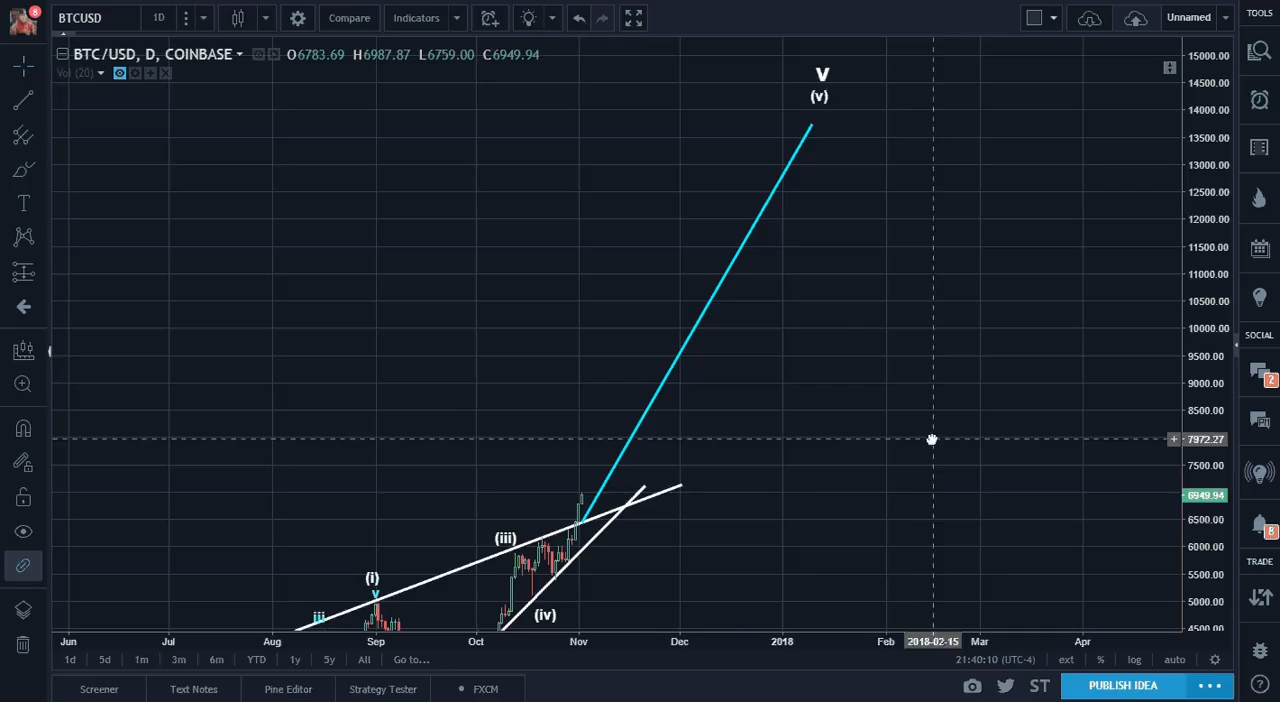 8
BTCUSD
1D
Compare
Indicators
Unnamed
TOOLS
BTC/USD, D, COINBASE O6783.69 H6987.87 L6759.00 C6949.94
Vol (20)
15000.00
14500.00
14000.00
13500.00
13000.00
12500.00
12000.00
11500.00
11000.00
10500.00
10000.00
9500.00
9000.00
8500.00
7972.27
7500.00
6949.94
6500.00
6000.00
5500.00
5000.00
4500.00
V
(v)
(iii)
(i)
v
iii
(iv)
SOCIAL
2
8
TRADE
Jun Jul Aug Sep Oct Nov Dec 2018 Feb 2018-02-15 Mar Apr
1d 5d 1m 3m 6m YTD 1y 5y All Go to...
21:40:10 (UTC-4) ext % log auto
Screener Text Notes Pine Editor Strategy Tester FXCM
ST
PUBLISH IDEA